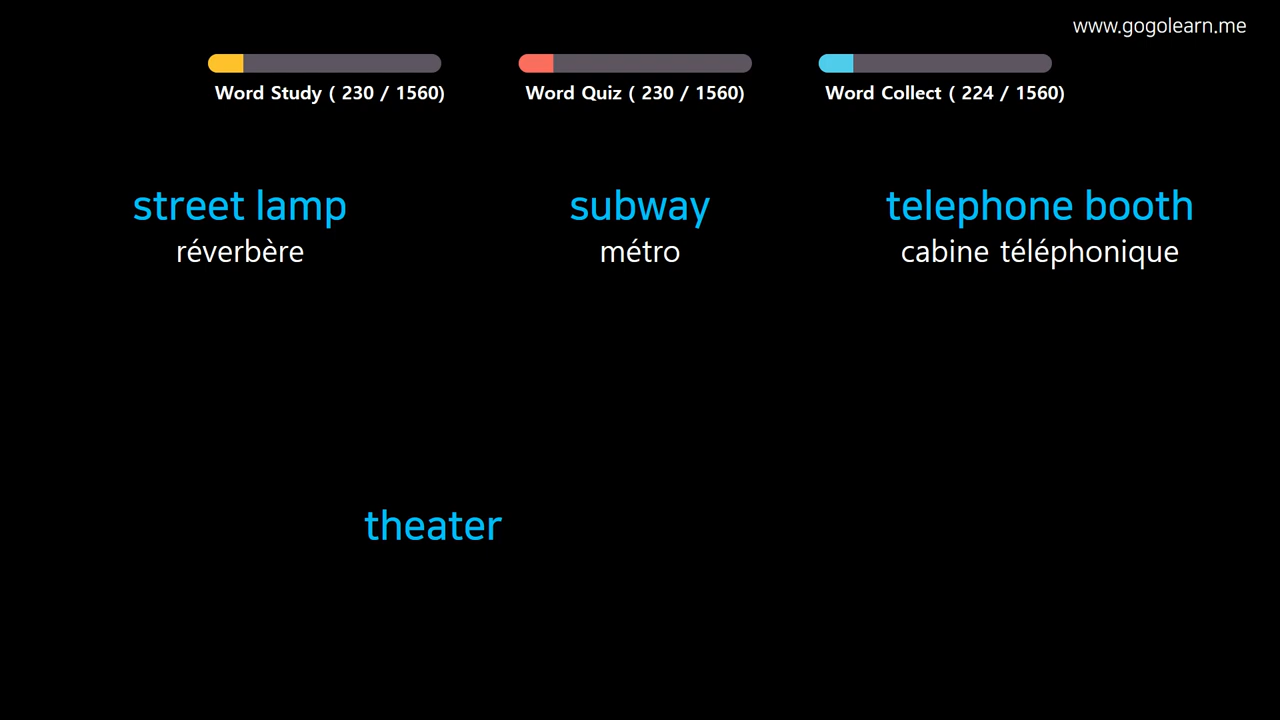 www.gogolearn.me
Word Study ( 230 / 1560)
Word Quiz ( 230 / 1560)
Word Collect ( 224 / 1560)
street lamp
réverbère
subway
métro
telephone booth
cabine téléphonique
theater